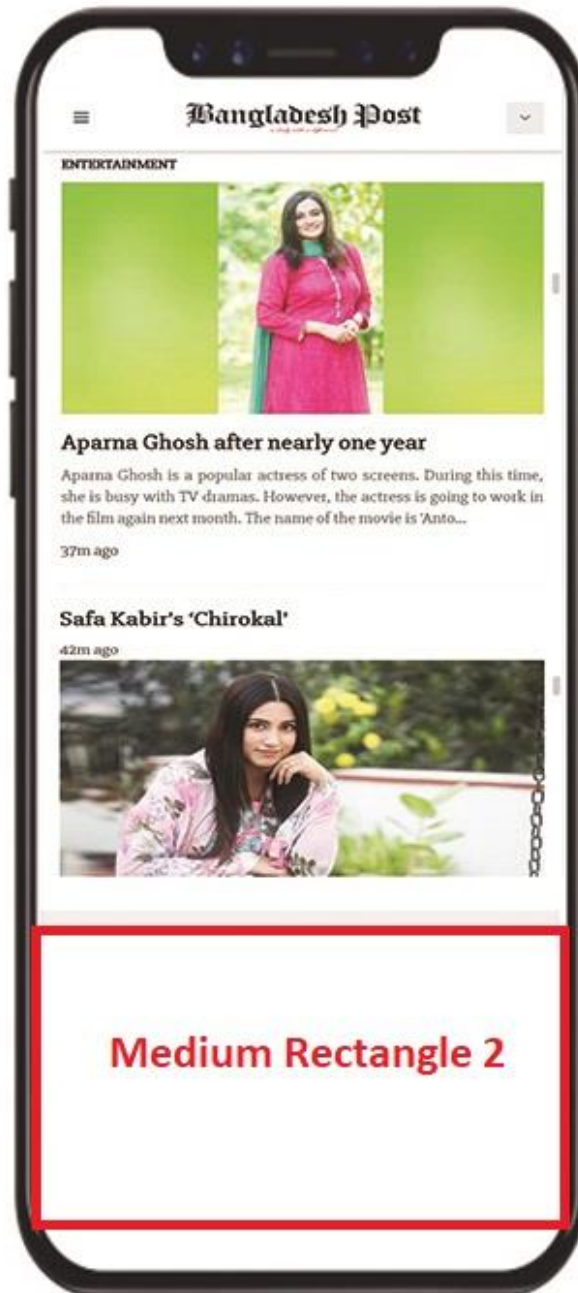 Bangladesh Post
ENTERTAINMENT
Aparna Ghosh after nearly one year
Aparna Ghosh is a popular actress of two screens. During this time,
she is busy with TV dramas. However, the actress is going to work in
the film again next month. The name of the movie is 'Anto...
37m ago
Safa Kabir's ‘Chirokal’
42m ago
Medium Rectangle 2